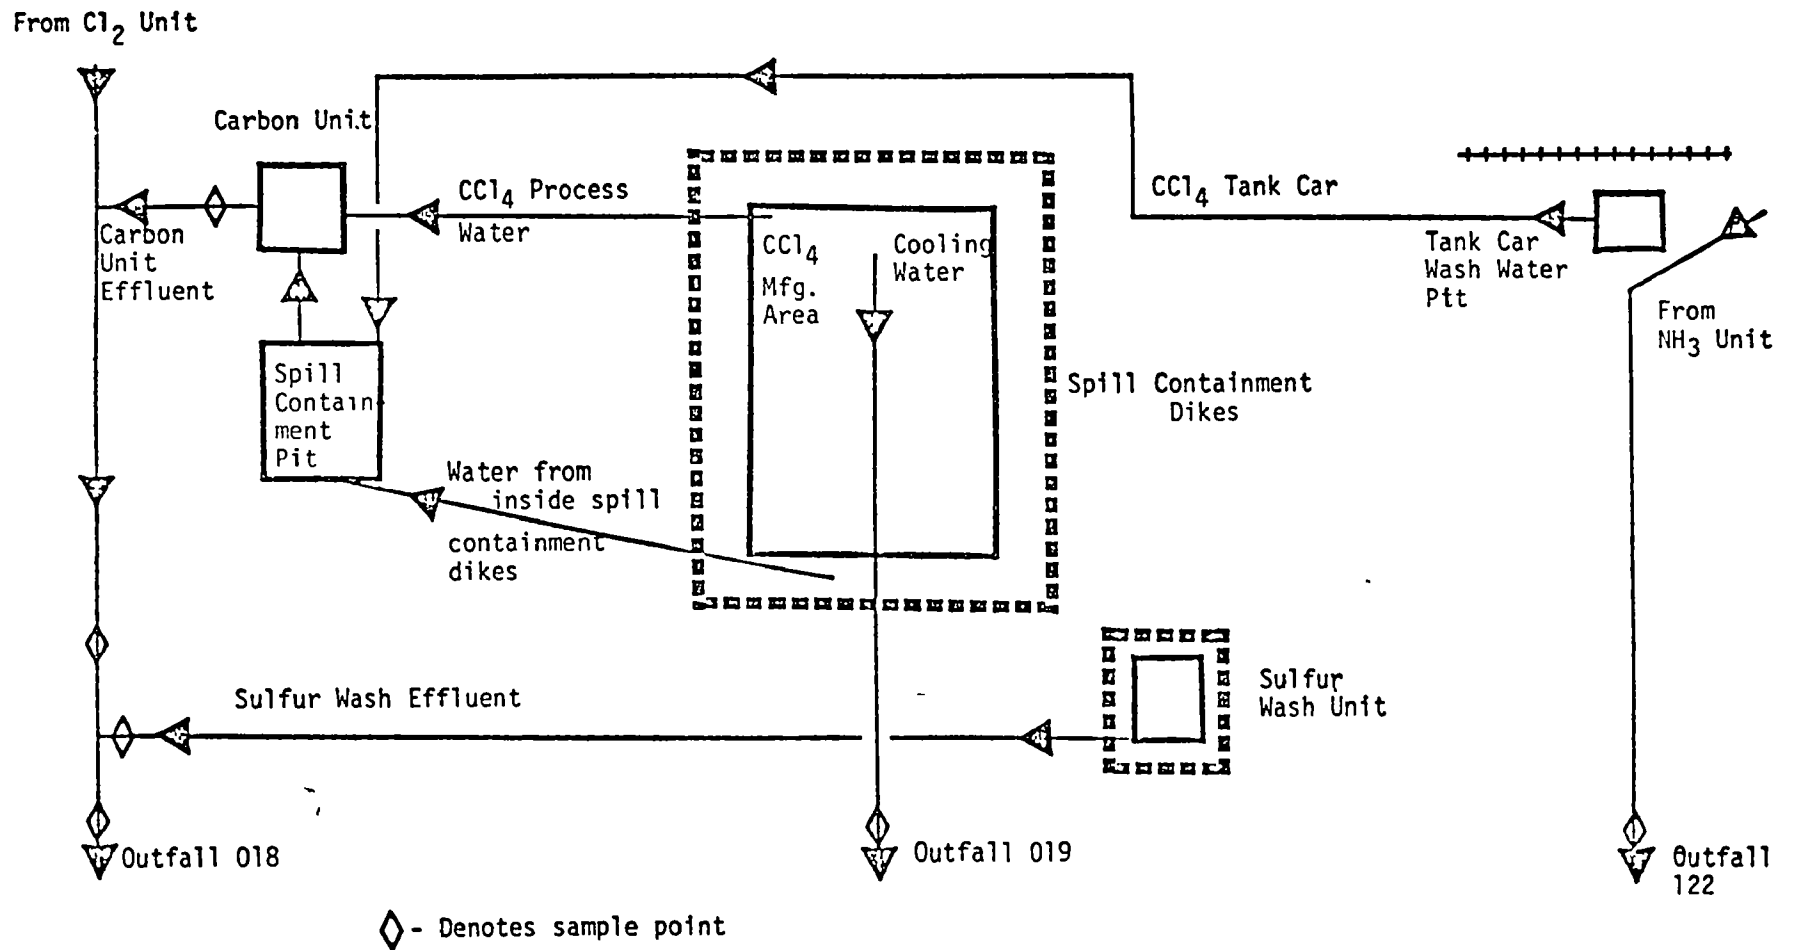 From Cl2 Unit
Carbon Unit
CCl4 Process
Water
CCl4 Tank Car
Carbon
Unit
Effluent
CCl4
Mfg.
Area
Cooling
Water
Tank Car
Wash Water
Pit
From
NH3 Unit
Spill
Contain-
ment
Pit
Spill Containment
Dikes
Water from
inside spill
containment
dikes
Sulfur Wash Effluent
Sulfur
Wash Unit
Outfall 018
Outfall 019
Outfall
122
- Denotes sample point